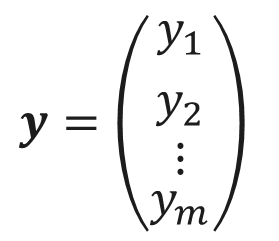 y = (
y₁
y₂
⋮
yₘ
)